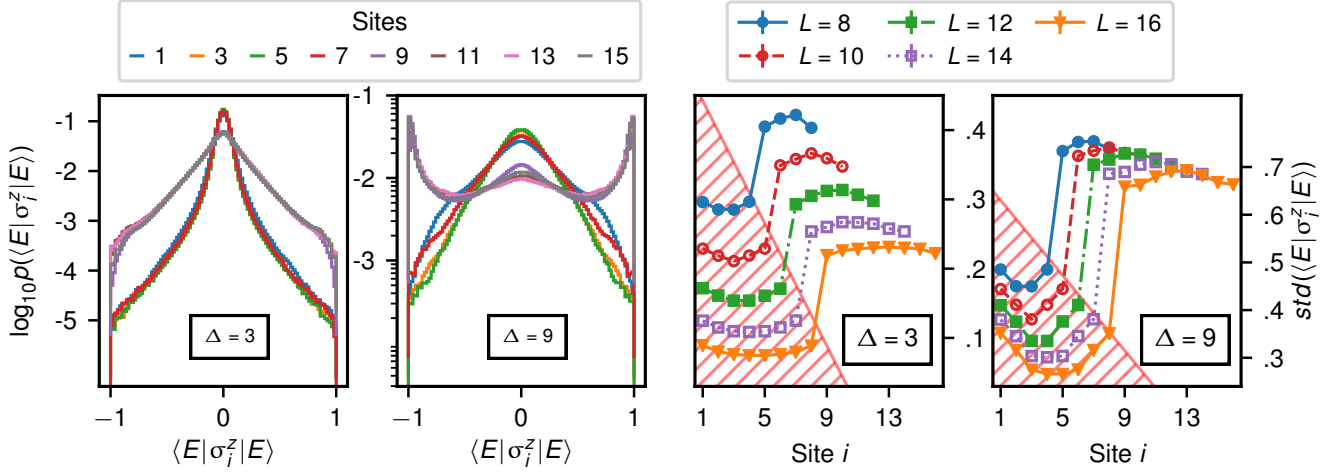 Sites
1 3 5 7 9 11 13 15
L = 8 L = 12 L = 16
L = 10 L = 14
log₁₀p(⟨E|σᵢᶻ|E⟩)
-1
-2
-3
-4
-5
Δ = 3
−1 0 1
⟨E|σᵢᶻ|E⟩
-1
-2
-3
Δ = 9
−1 0 1
⟨E|σᵢᶻ|E⟩
.4
.3
.2
.1
Δ = 3
1 5 9 13
Site i
.7
.6
.5
.4
.3
Δ = 9
1 5 9 13
Site i
std(⟨E|σᵢᶻ|E⟩)